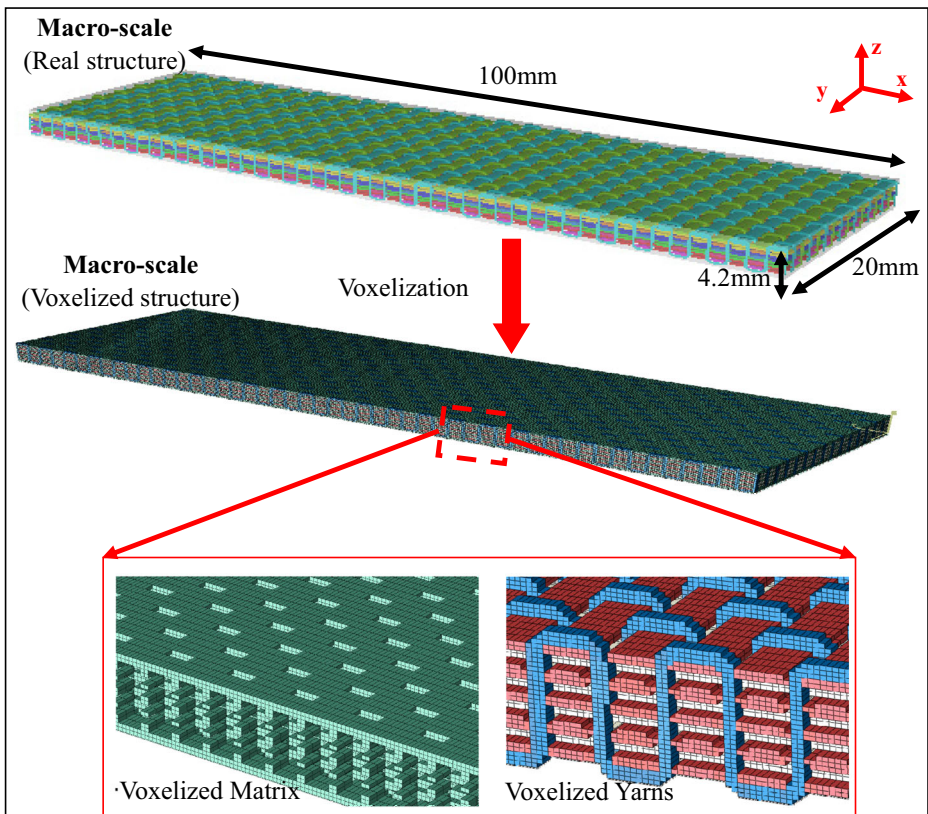 Macro-scale
(Real structure)
100mm
z
x
y
Macro-scale
(Voxelized structure)
Voxelization
4.2mm
20mm
·Voxelized Matrix
Voxelized Yarns